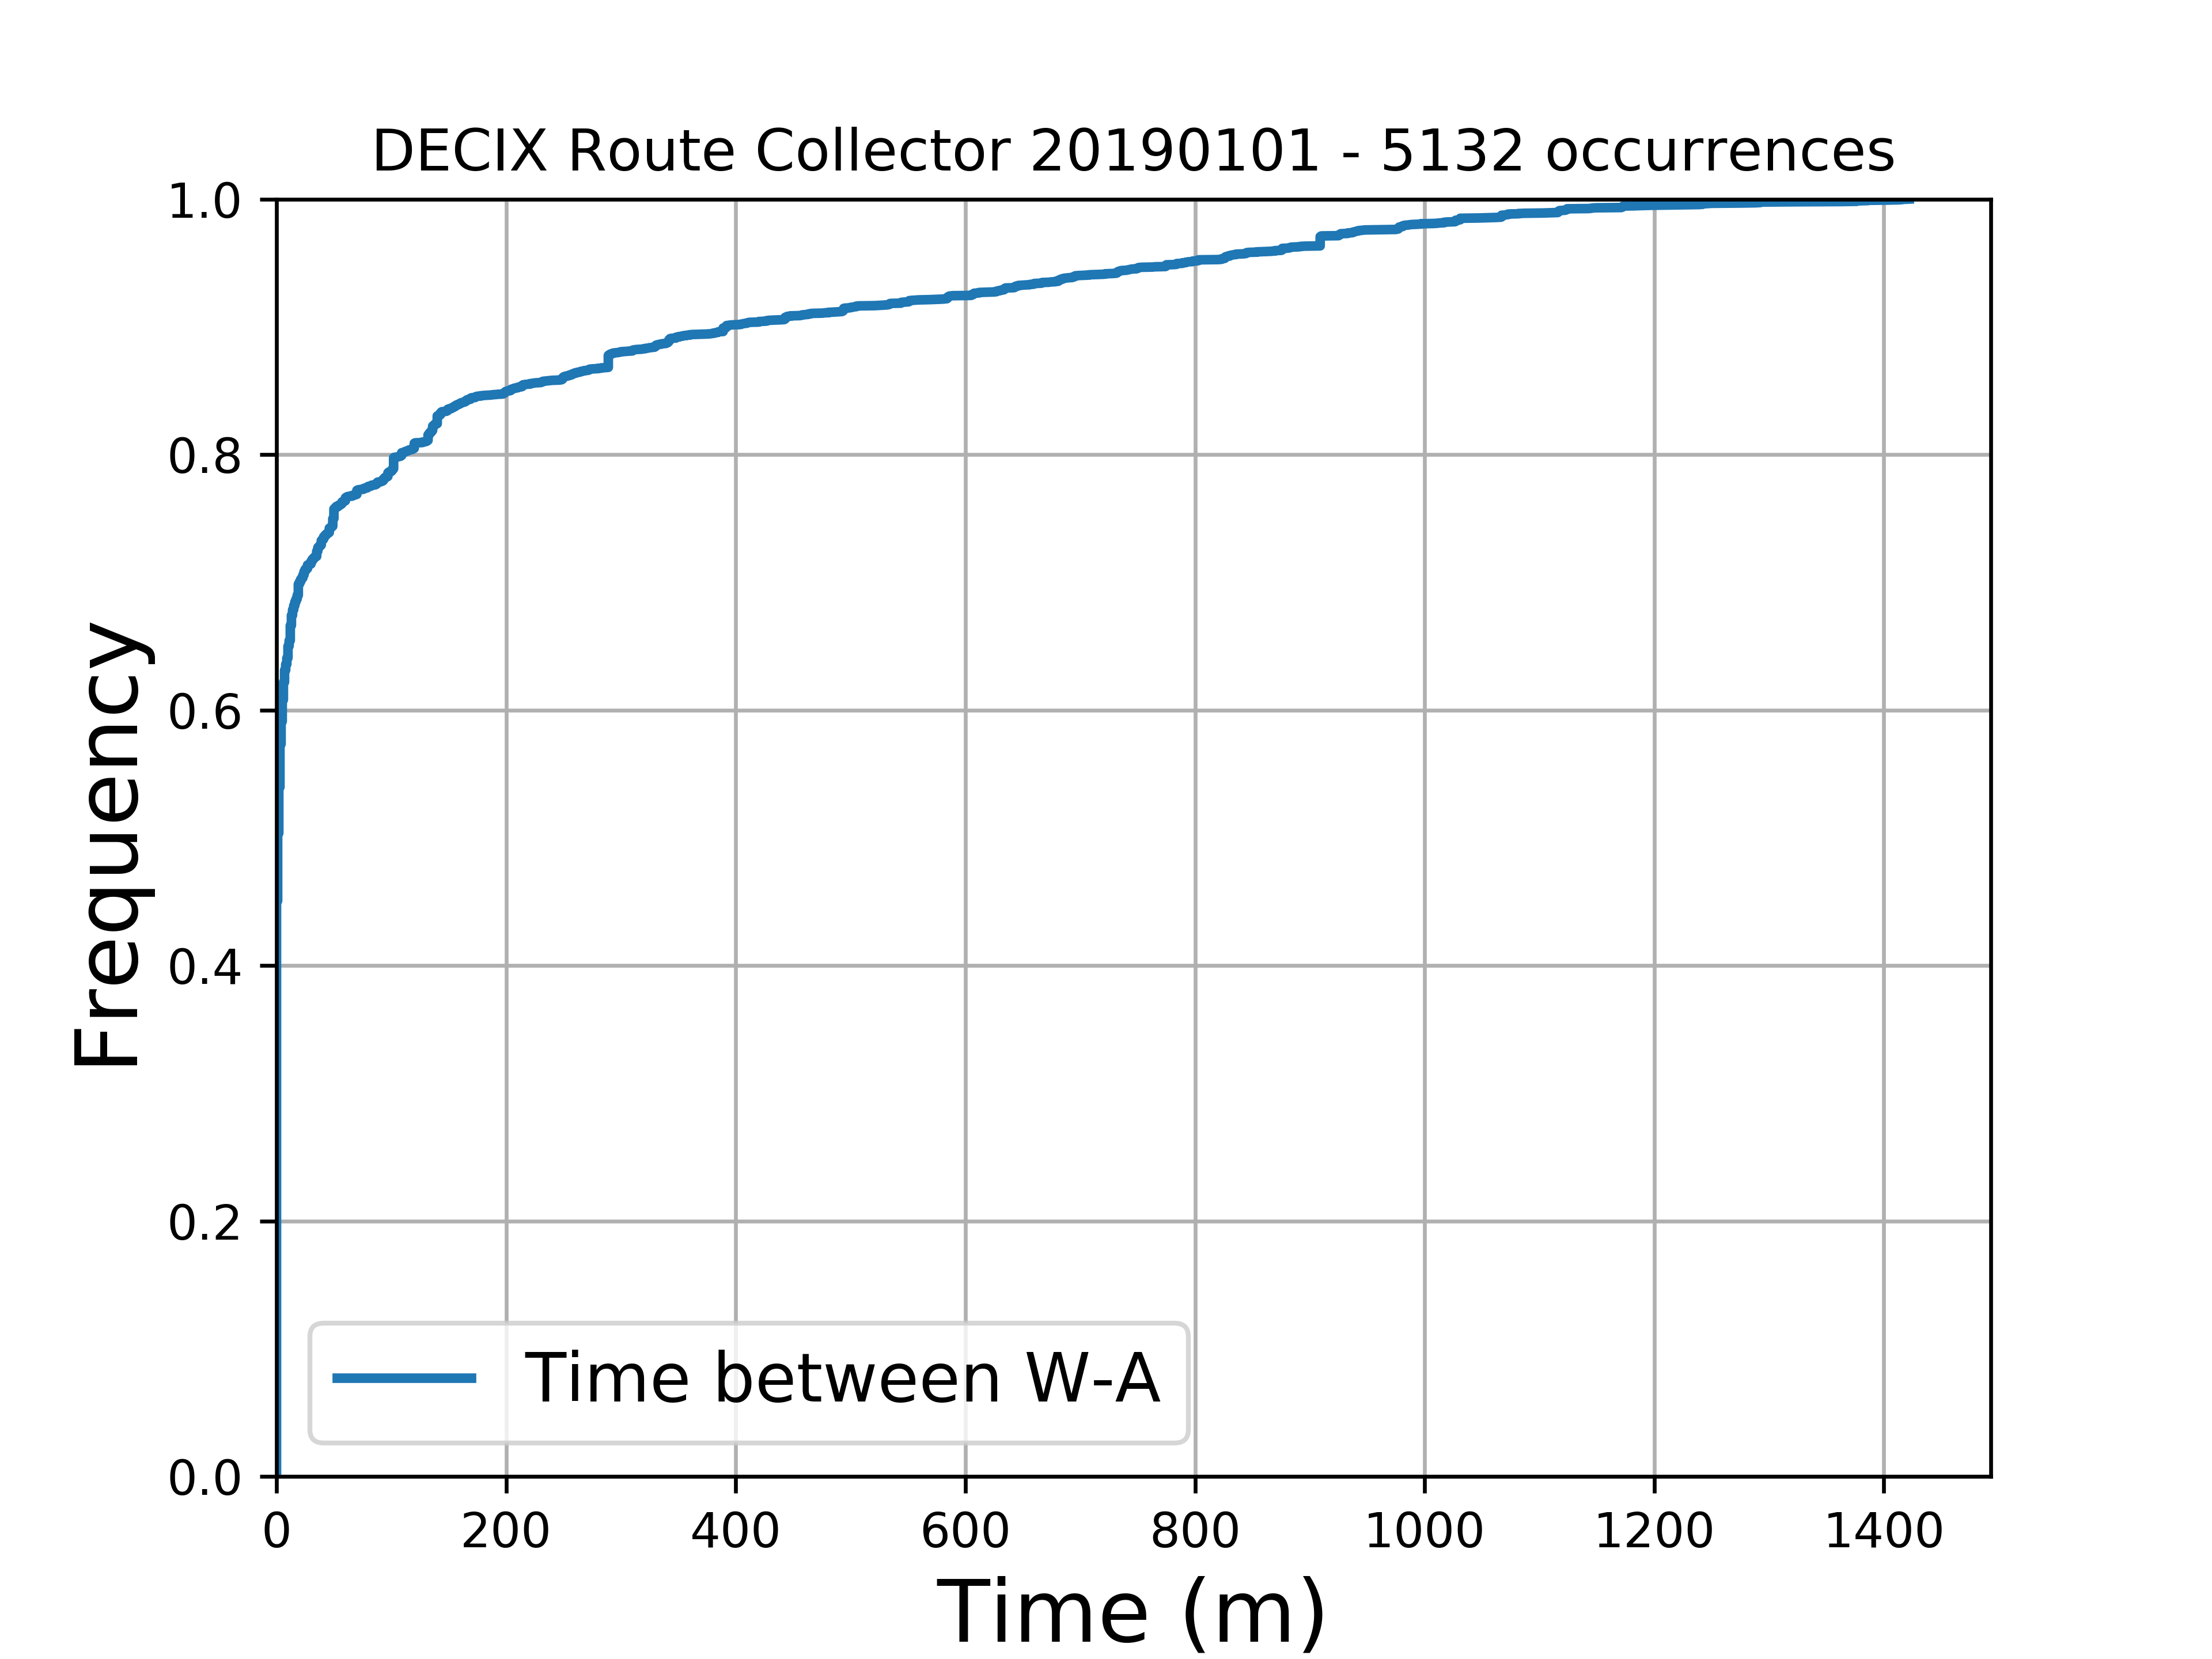 DECIX Route Collector 20190101 - 5132 occurrences
1.0
0.8
0.6
0.4
0.2
0.0
Frequency
Time between W-A
0 200 400 600 800 1000 1200 1400
Time (m)